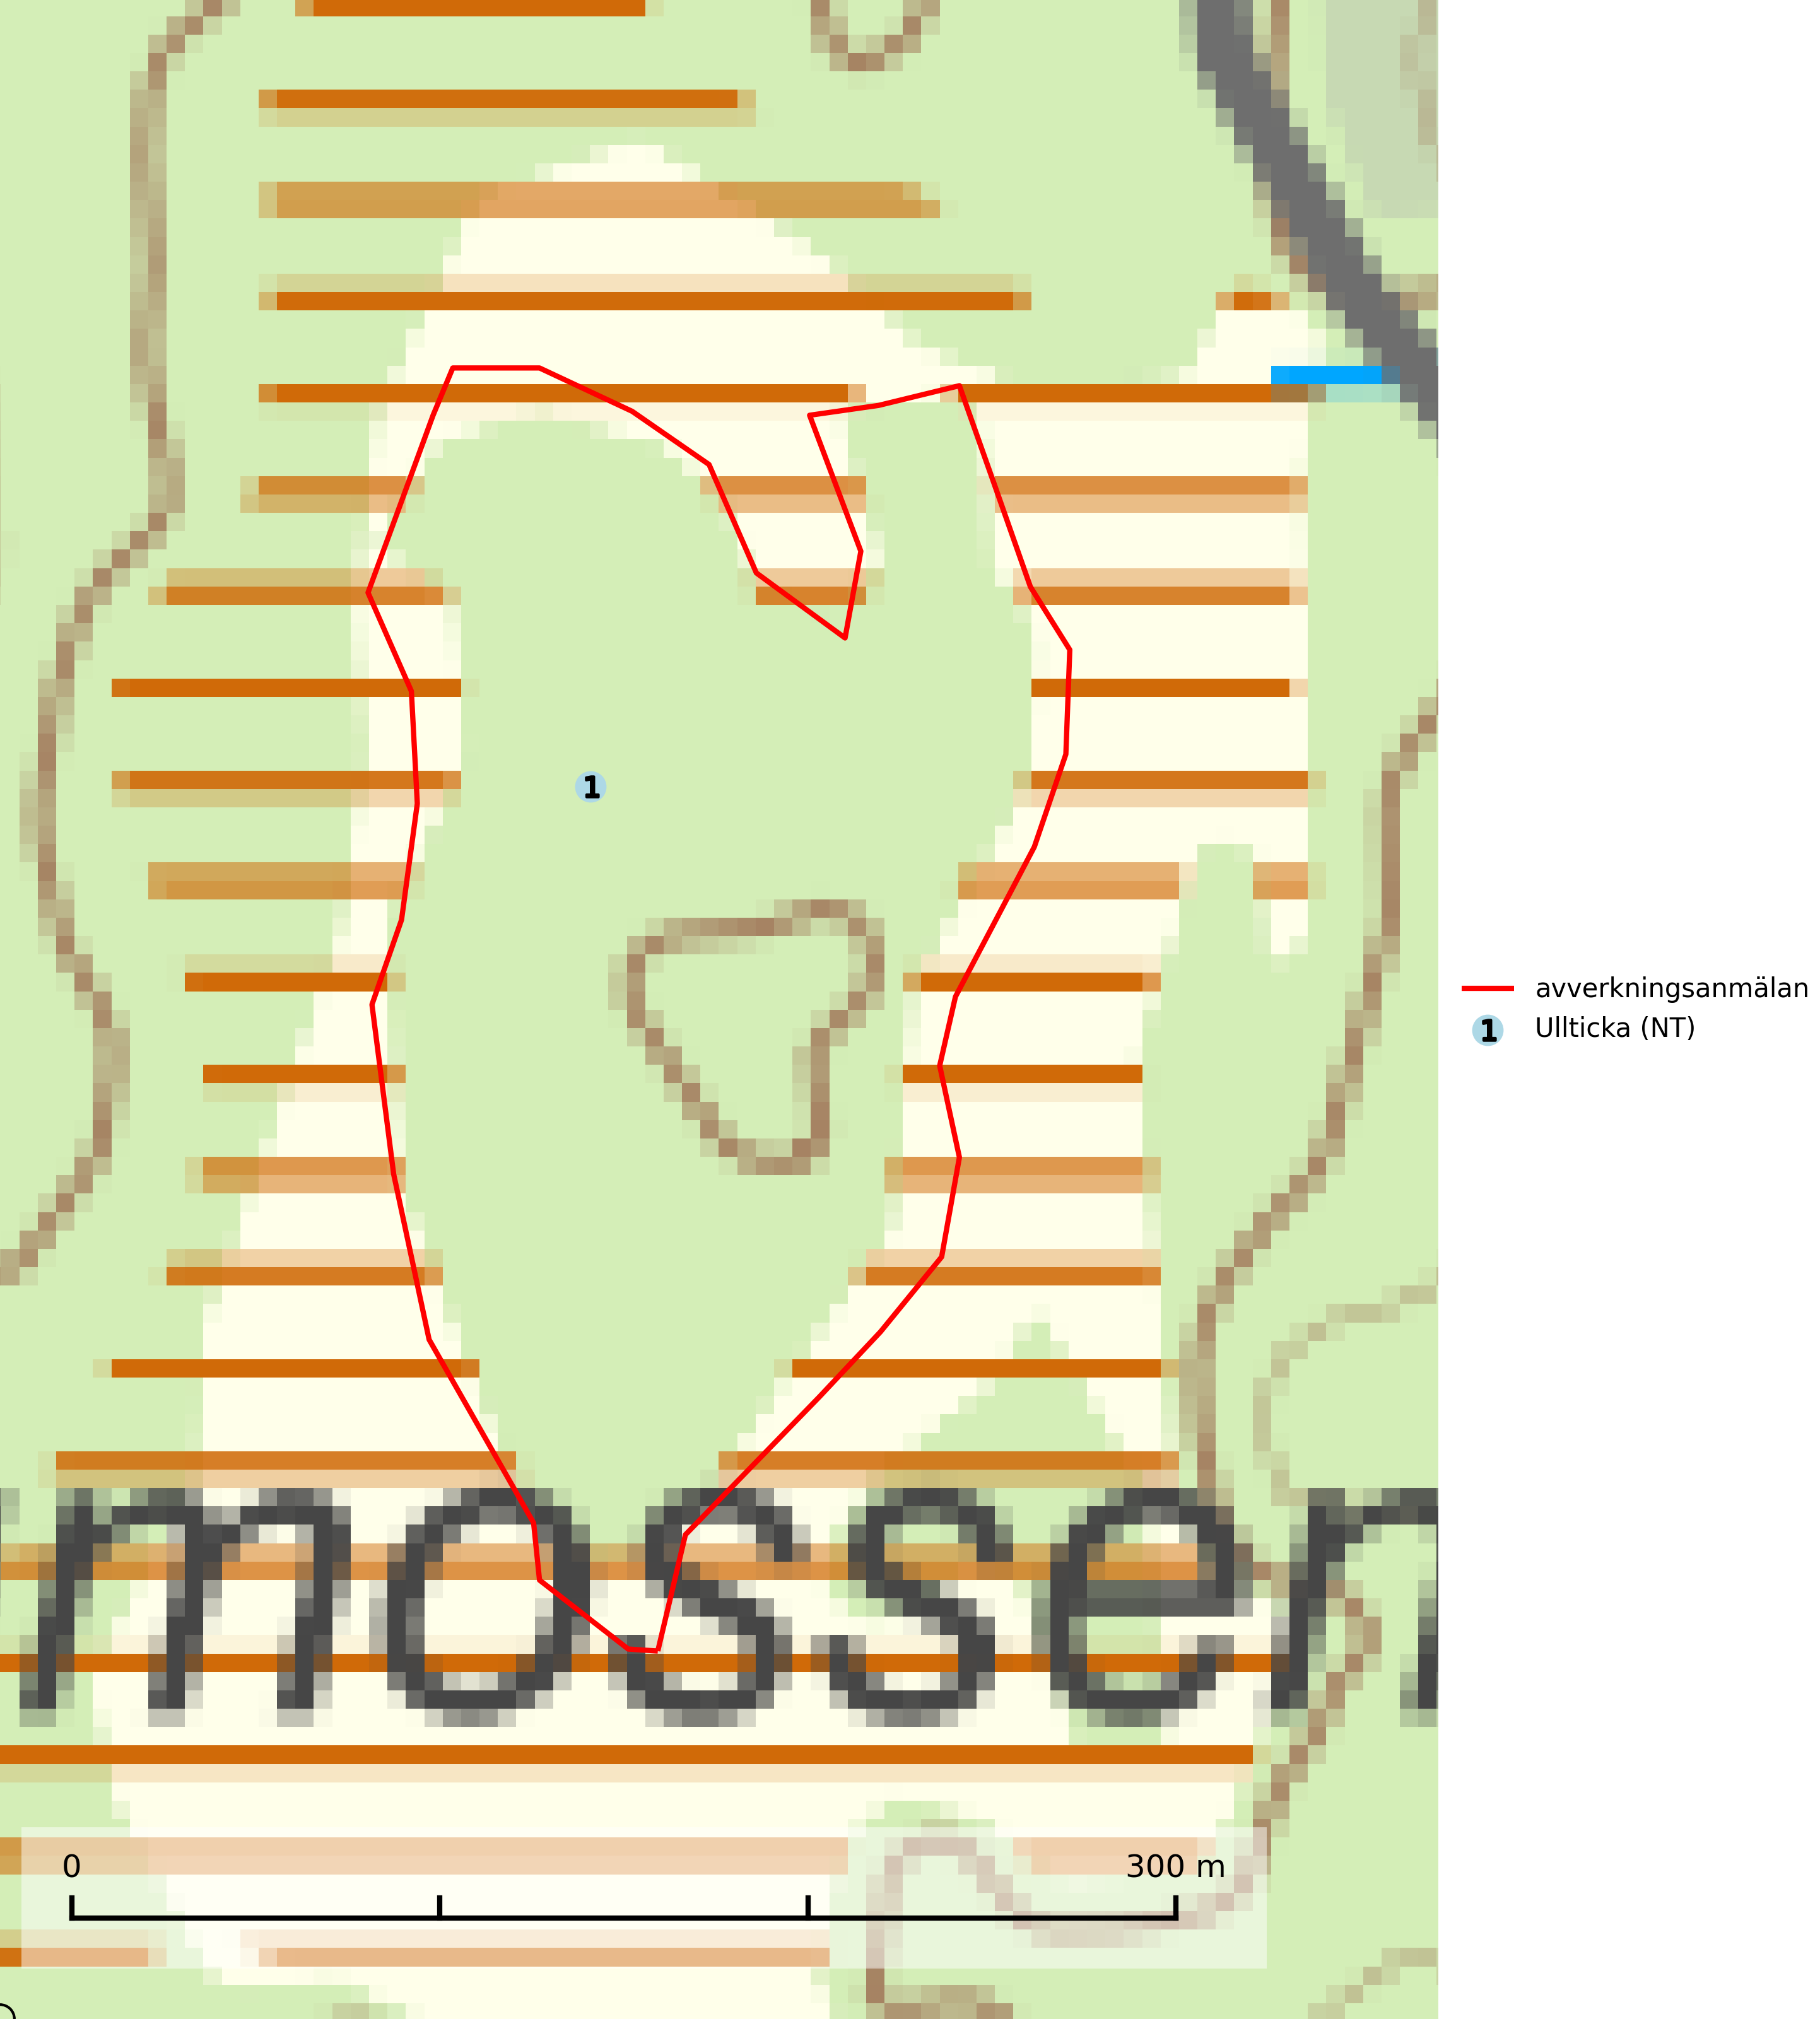 1
mossen
0 300 m
avverkningsanmälan
1 Ullticka (NT)